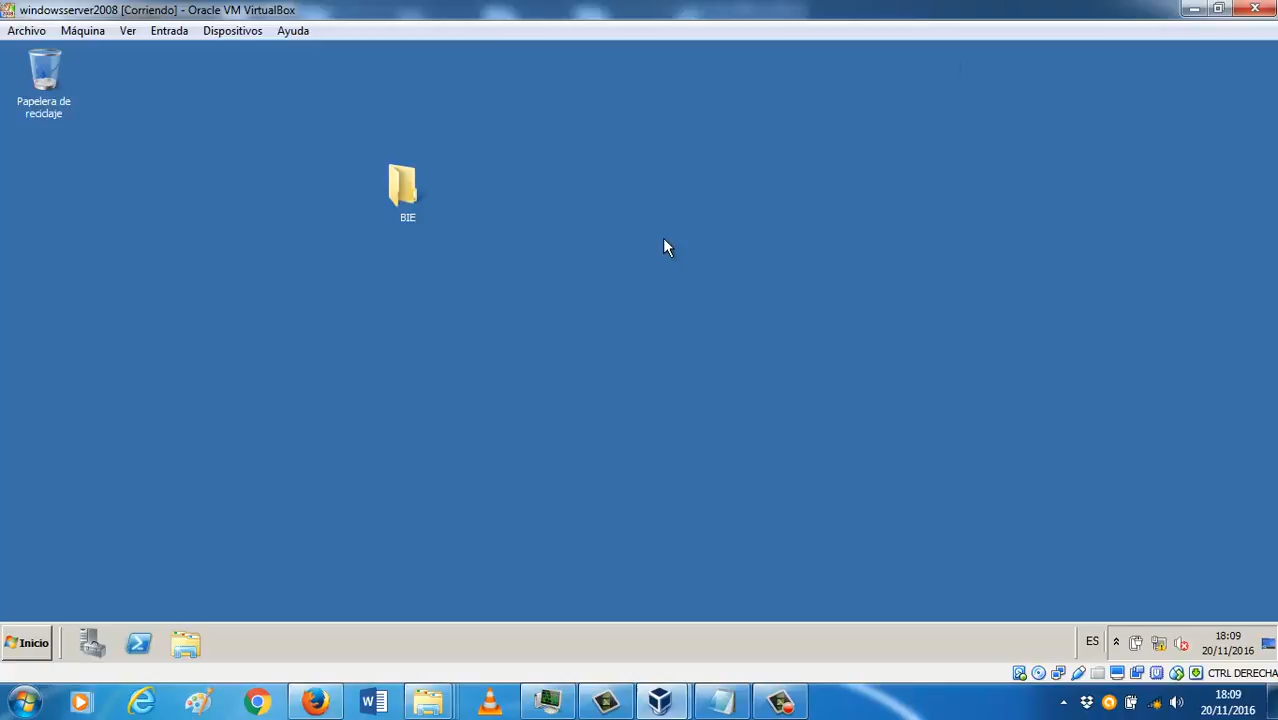 windowsserver2008 [Corriendo] - Oracle VM VirtualBox
Archivo Máquina Ver Entrada Dispositivos Ayuda
Papelera de
reciclaje
BIE
Inicio
ES
18:09
20/11/2016
CTRL DERECHA
18:09
20/11/2016